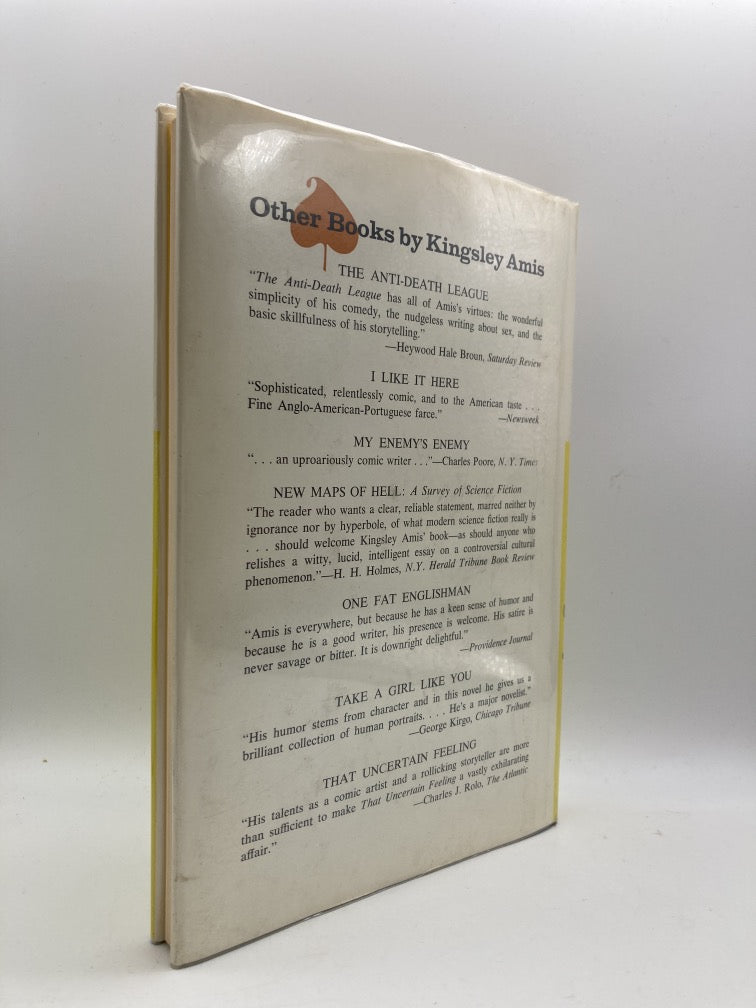 Other Books by Kingsley Amis
THE ANTI-DEATH LEAGUE
“The Anti-Death League has all of Amis's virtues: the wonderful
simplicity of his comedy, the nudgeless writing about sex, and the
basic skillfulness of his storytelling.”
—Heywood Hale Broun, Saturday Review
I LIKE IT HERE
“Sophisticated, relentlessly comic, and to the American taste . . .
Fine Anglo-American-Portuguese farce.” —Newsweek
MY ENEMY'S ENEMY
“. . . an uproariously comic writer . . .”—Charles Poore, N. Y. Times
NEW MAPS OF HELL: A Survey of Science Fiction
“The reader who wants a clear, reliable statement, marred neither by
ignorance nor by hyperbole, of what modern science fiction really is
. . . should welcome Kingsley Amis' book—as should anyone who
relishes a witty, lucid, intelligent essay on a controversial cultural
phenomenon.”—H. H. Holmes, N.Y. Herald Tribune Book Review
ONE FAT ENGLISHMAN
“Amis is everywhere, but because he has a keen sense of humor and
because he is a good writer, his presence is welcome. His satire is
never savage or bitter. It is downright delightful.”
—Providence Journal
TAKE A GIRL LIKE YOU
“His humor stems from character and in this novel he gives us a
brilliant collection of human portraits. . . . He's a major novelist.”
—George Kirgo, Chicago Tribune
THAT UNCERTAIN FEELING
“His talents as a comic artist and a rollicking storyteller are more
than sufficient to make That Uncertain Feeling a vastly exhilarating
affair.” —Charles J. Rolo, The Atlantic